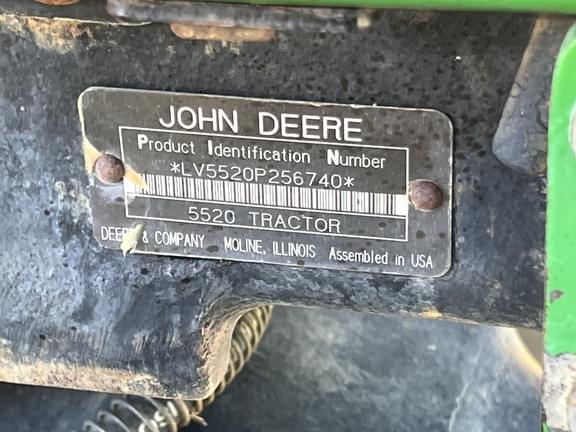 JOHN DEERE
Product Identification Number
*LV5520P256740*
5520 TRACTOR
DEERE & COMPANY MOLINE, ILLINOIS Assembled in USA